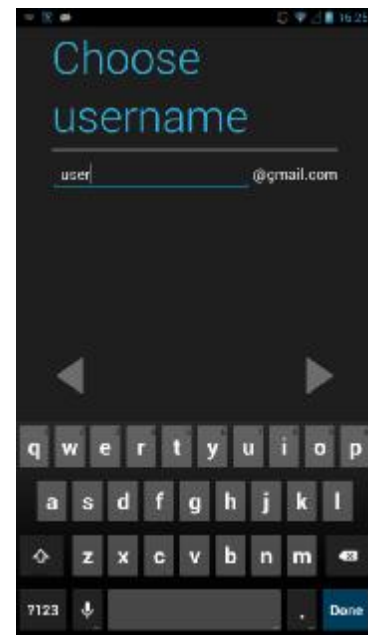 16:25
Choose
username
user @gmail.com
q w e r t y u i o p
a s d f g h j k l
z x c v b n m
?123 . Done